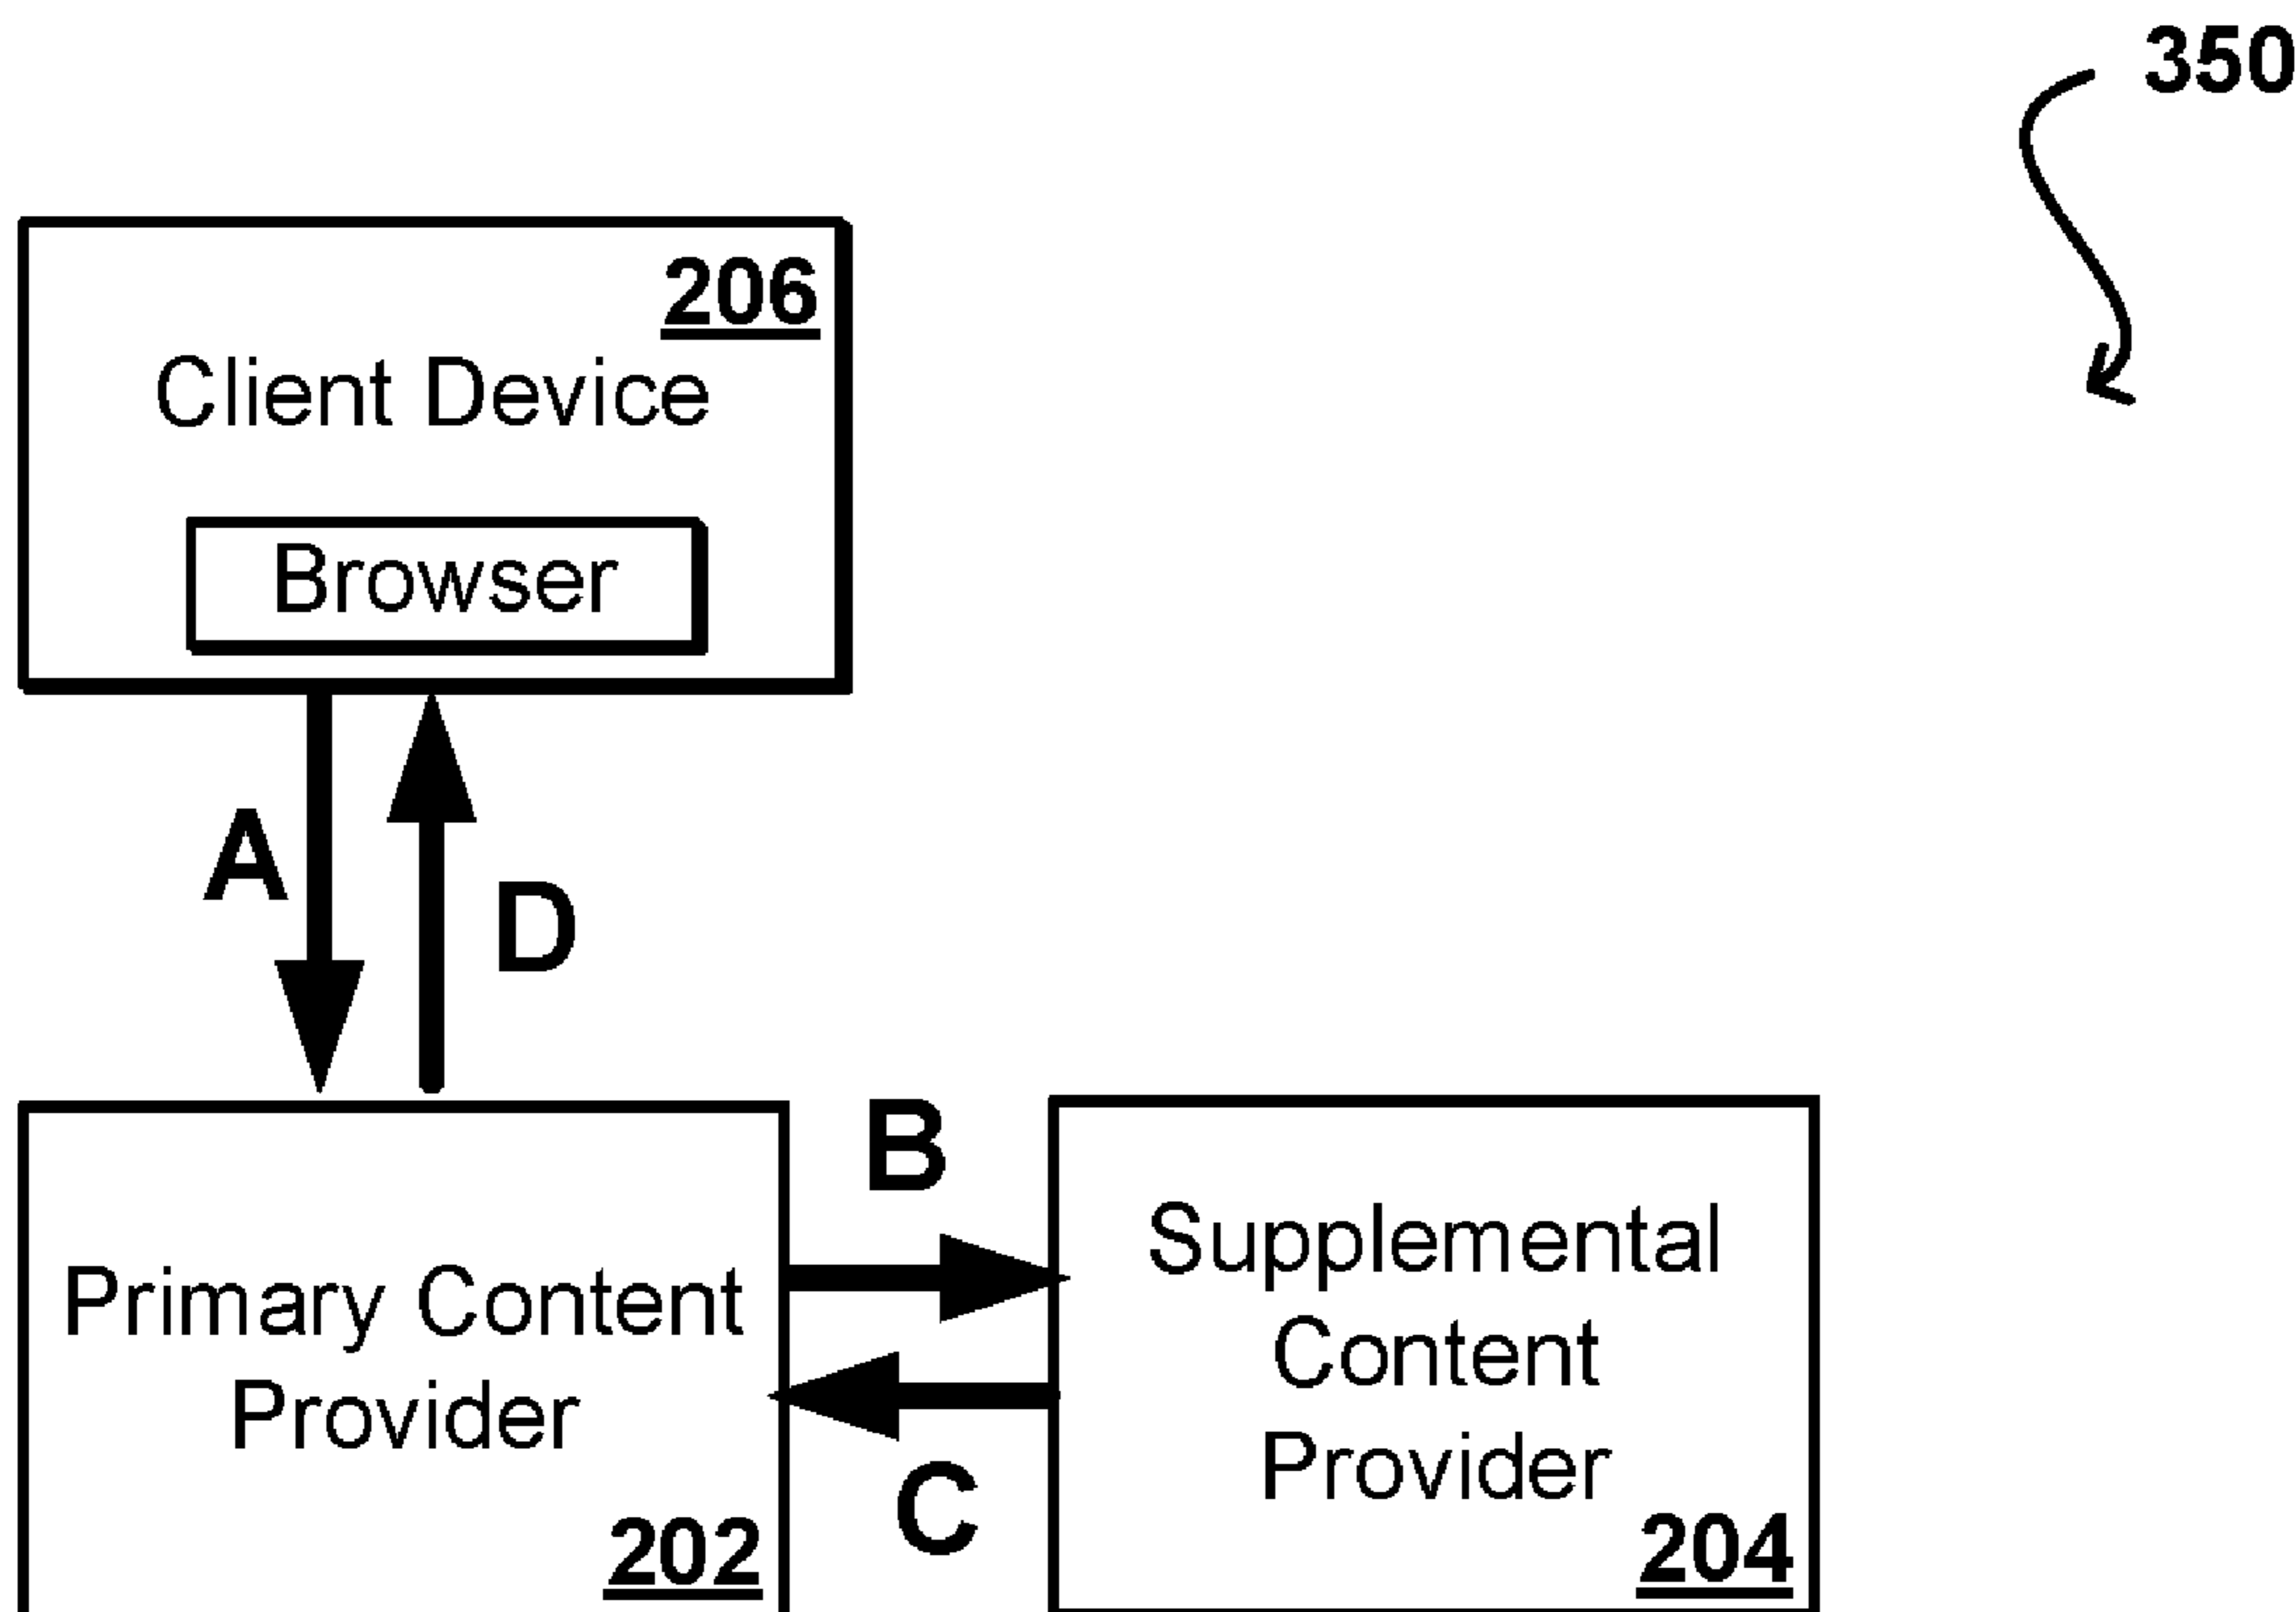 350
206
Client Device
Browser
A
D
B
Primary Content
Provider
202
C
Supplemental
Content
Provider
204